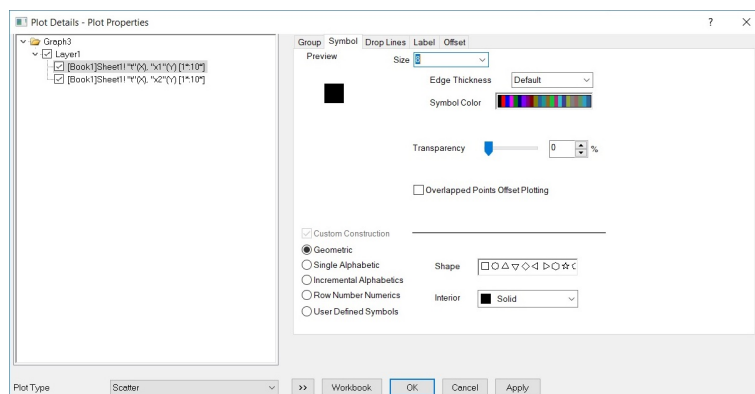 Plot Details - Plot Properties
?
Graph3
Layer1
[Book1]Sheet1! "t"(X), "x1"(Y) [1*:10*]
[Book1]Sheet1! "t"(X), "x2"(Y) [1*:10*]
Group Symbol Drop Lines Label Offset
Preview
Size 8
Edge Thickness Default
Symbol Color
Transparency 0 %
Overlapped Points Offset Plotting
Custom Construction
Geometric
Single Alphabetic
Shape
Incremental Alphabetics
Row Number Numerics
Interior Solid
User Defined Symbols
Plot Type Scatter
>> Workbook OK Cancel Apply